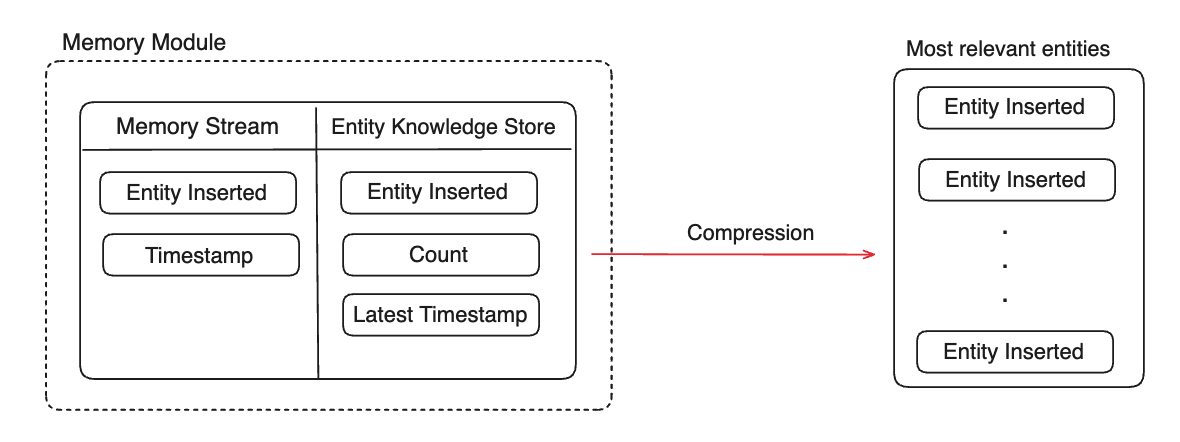 Memory Module
Memory Stream
Entity Knowledge Store
Entity Inserted
Timestamp
Entity Inserted
Count
Latest Timestamp
Compression
Most relevant entities
Entity Inserted
Entity Inserted
.
.
.
Entity Inserted